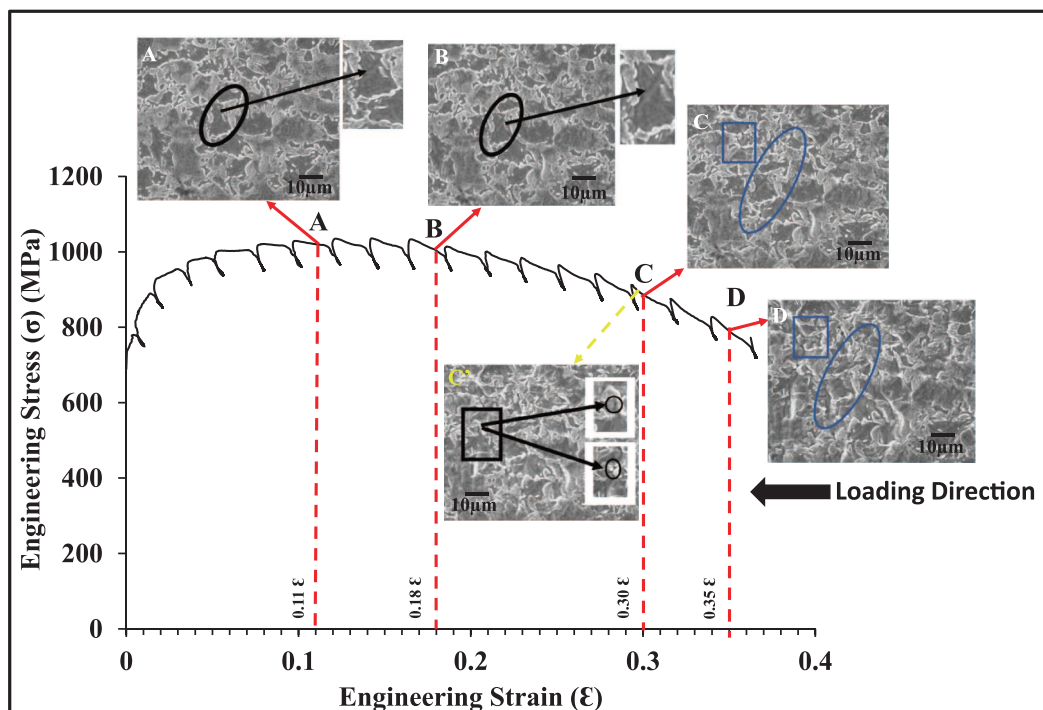 A
10µm
B
10µm
C
10µm
D
10µm
C'
10µm
A
B
C
D
Loading Direction
1200
1000
800
600
400
200
0
Engineering Stress (σ) (MPa)
0.11 ε
0.18 ε
0.30 ε
0.35 ε
0
0.1
0.2
0.3
0.4
Engineering Strain (Ɛ)